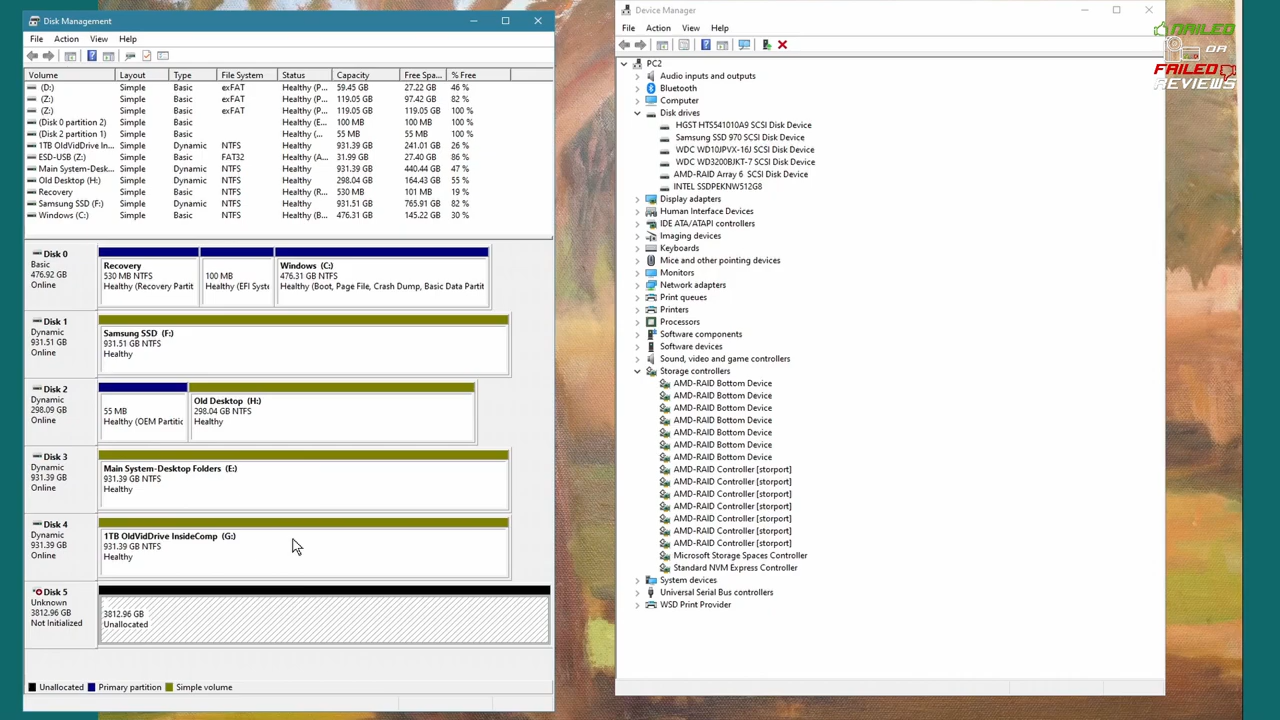 Disk Management
File Action View Help
Volume Layout Type File System Status Capacity Free Spa... % Free
(D:) Simple Basic exFAT Healthy (P... 59.45 GB 27.22 GB 46 %
(Z:) Simple Basic exFAT Healthy (P... 119.05 GB 97.42 GB 82 %
(Z:) Simple Basic exFAT Healthy (P... 119.05 GB 119.05 GB 100 %
(Disk 0 partition 2) Simple Basic Healthy (E... 100 MB 100 MB 100 %
(Disk 2 partition 1) Simple Basic Healthy (... 55 MB 55 MB 100 %
1TB OldVidDrive In... Simple Dynamic NTFS Healthy 931.39 GB 241.01 GB 26 %
ESD-USB (Z:) Simple Basic FAT32 Healthy (A... 31.99 GB 27.40 GB 86 %
Main System-Desk... Simple Dynamic NTFS Healthy 931.39 GB 440.44 GB 47 %
Old Desktop (H:) Simple Dynamic NTFS Healthy 298.04 GB 164.43 GB 55 %
Recovery Simple Basic NTFS Healthy (R... 530 MB 101 MB 19 %
Samsung SSD (F:) Simple Dynamic NTFS Healthy 931.51 GB 765.91 GB 82 %
Windows (C:) Simple Basic NTFS Healthy (B... 476.31 GB 145.22 GB 30 %
Disk 0
Basic
476.92 GB
Online
Recovery
530 MB NTFS
Healthy (Recovery Partit
100 MB
Healthy (EFI Syste
Windows (C:)
476.31 GB NTFS
Healthy (Boot, Page File, Crash Dump, Basic Data Partit
Disk 1
Dynamic
931.51 GB
Online
Samsung SSD (F:)
931.51 GB NTFS
Healthy
Disk 2
Dynamic
298.09 GB
Online
55 MB
Healthy (OEM Partitic
Old Desktop (H:)
298.04 GB NTFS
Healthy
Disk 3
Dynamic
931.39 GB
Online
Main System-Desktop Folders (E:)
931.39 GB NTFS
Healthy
Disk 4
Dynamic
931.39 GB
Online
1TB OldVidDrive InsideComp (G:)
931.39 GB NTFS
Healthy
Disk 5
Unknown
3812.96 GB
Not Initialized
3812.96 GB
Unallocated
Unallocated Primary partition Simple volume
Device Manager
File Action View Help
PC2
Audio inputs and outputs
Bluetooth
Computer
Disk drives
HGST HTS541010A9 SCSI Disk Device
Samsung SSD 970 SCSI Disk Device
WDC WD10JPVX-16J SCSI Disk Device
WDC WD3200BJKT-7 SCSI Disk Device
AMD-RAID Array 6 SCSI Disk Device
INTEL SSDPEKNW512G8
Display adapters
Human Interface Devices
IDE ATA/ATAPI controllers
Imaging devices
Keyboards
Mice and other pointing devices
Monitors
Network adapters
Print queues
Printers
Processors
Software components
Software devices
Sound, video and game controllers
Storage controllers
AMD-RAID Bottom Device
AMD-RAID Bottom Device
AMD-RAID Bottom Device
AMD-RAID Bottom Device
AMD-RAID Bottom Device
AMD-RAID Bottom Device
AMD-RAID Bottom Device
AMD-RAID Controller [storport]
AMD-RAID Controller [storport]
AMD-RAID Controller [storport]
AMD-RAID Controller [storport]
AMD-RAID Controller [storport]
AMD-RAID Controller [storport]
AMD-RAID Controller [storport]
Microsoft Storage Spaces Controller
Standard NVM Express Controller
System devices
Universal Serial Bus controllers
WSD Print Provider
NAILED
OR
FAILED
REVIEWS